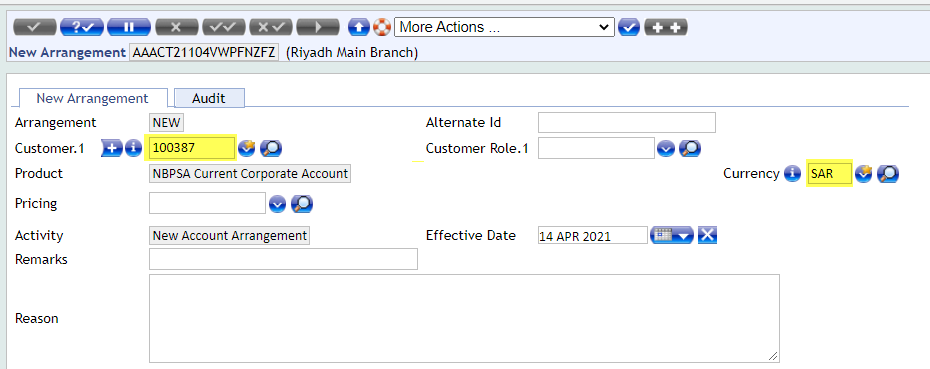 More Actions ...
New Arrangement AAACT21104VWPFNZFZ (Riyadh Main Branch)
New Arrangement Audit
Arrangement NEW Alternate Id
Customer.1 100387 Customer Role.1
Product NBPSA Current Corporate Account Currency SAR
Pricing
Activity New Account Arrangement Effective Date 14 APR 2021
Remarks
Reason